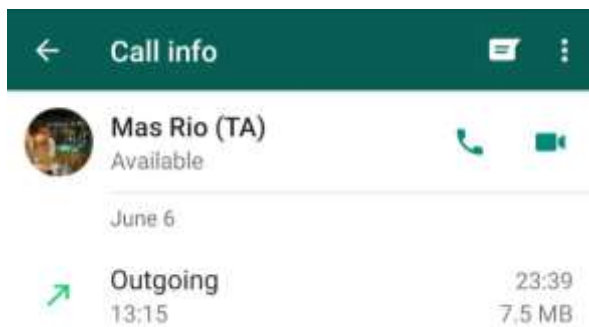 Call info
Mas Rio (TA)
Available
June 6
Outgoing 23:39
13:15 7.5 MB